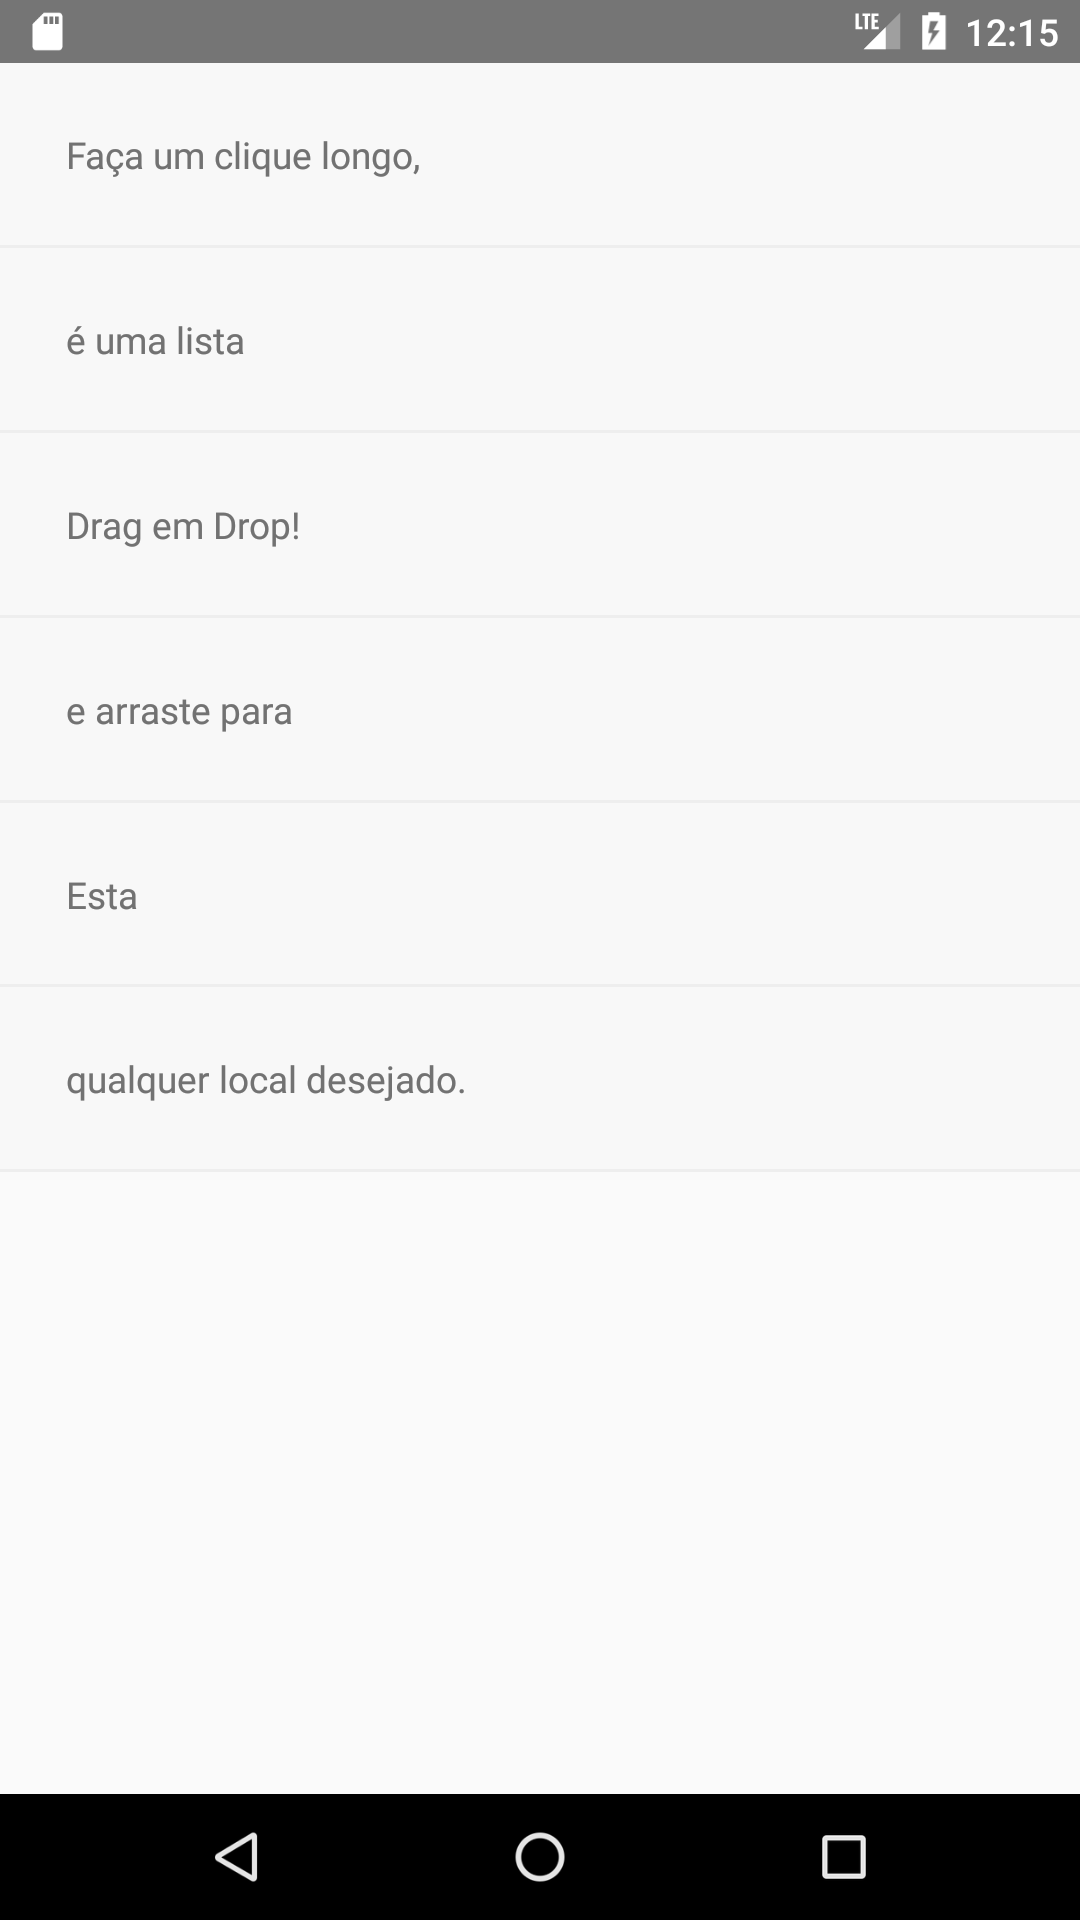 LTE 12:15
Faça um clique longo,
é uma lista
Drag em Drop!
e arraste para
Esta
qualquer local desejado.